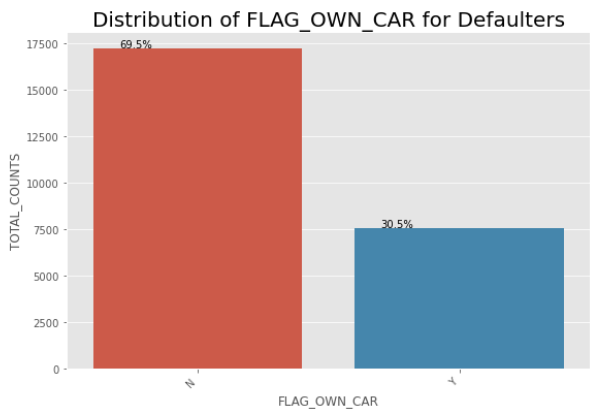 Distribution of FLAG_OWN_CAR for Defaulters
17500
15000
12500
10000
7500
5000
2500
0
TOTAL_COUNTS
69.5%
30.5%
N
Y
FLAG_OWN_CAR